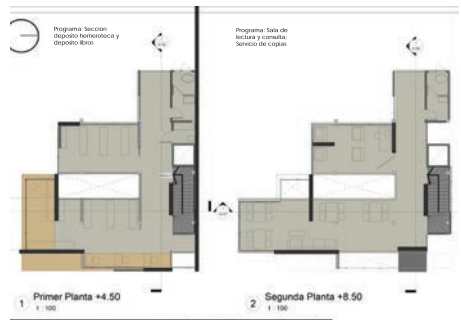 Programa: Seccion
deposito hemeroteca y
deposito libros
Programa: Sala de
lectura y consulta;
Servicio de copias
1 Primer Planta +4.50
1 : 100
2 Segunda Planta +8.50
1 : 100